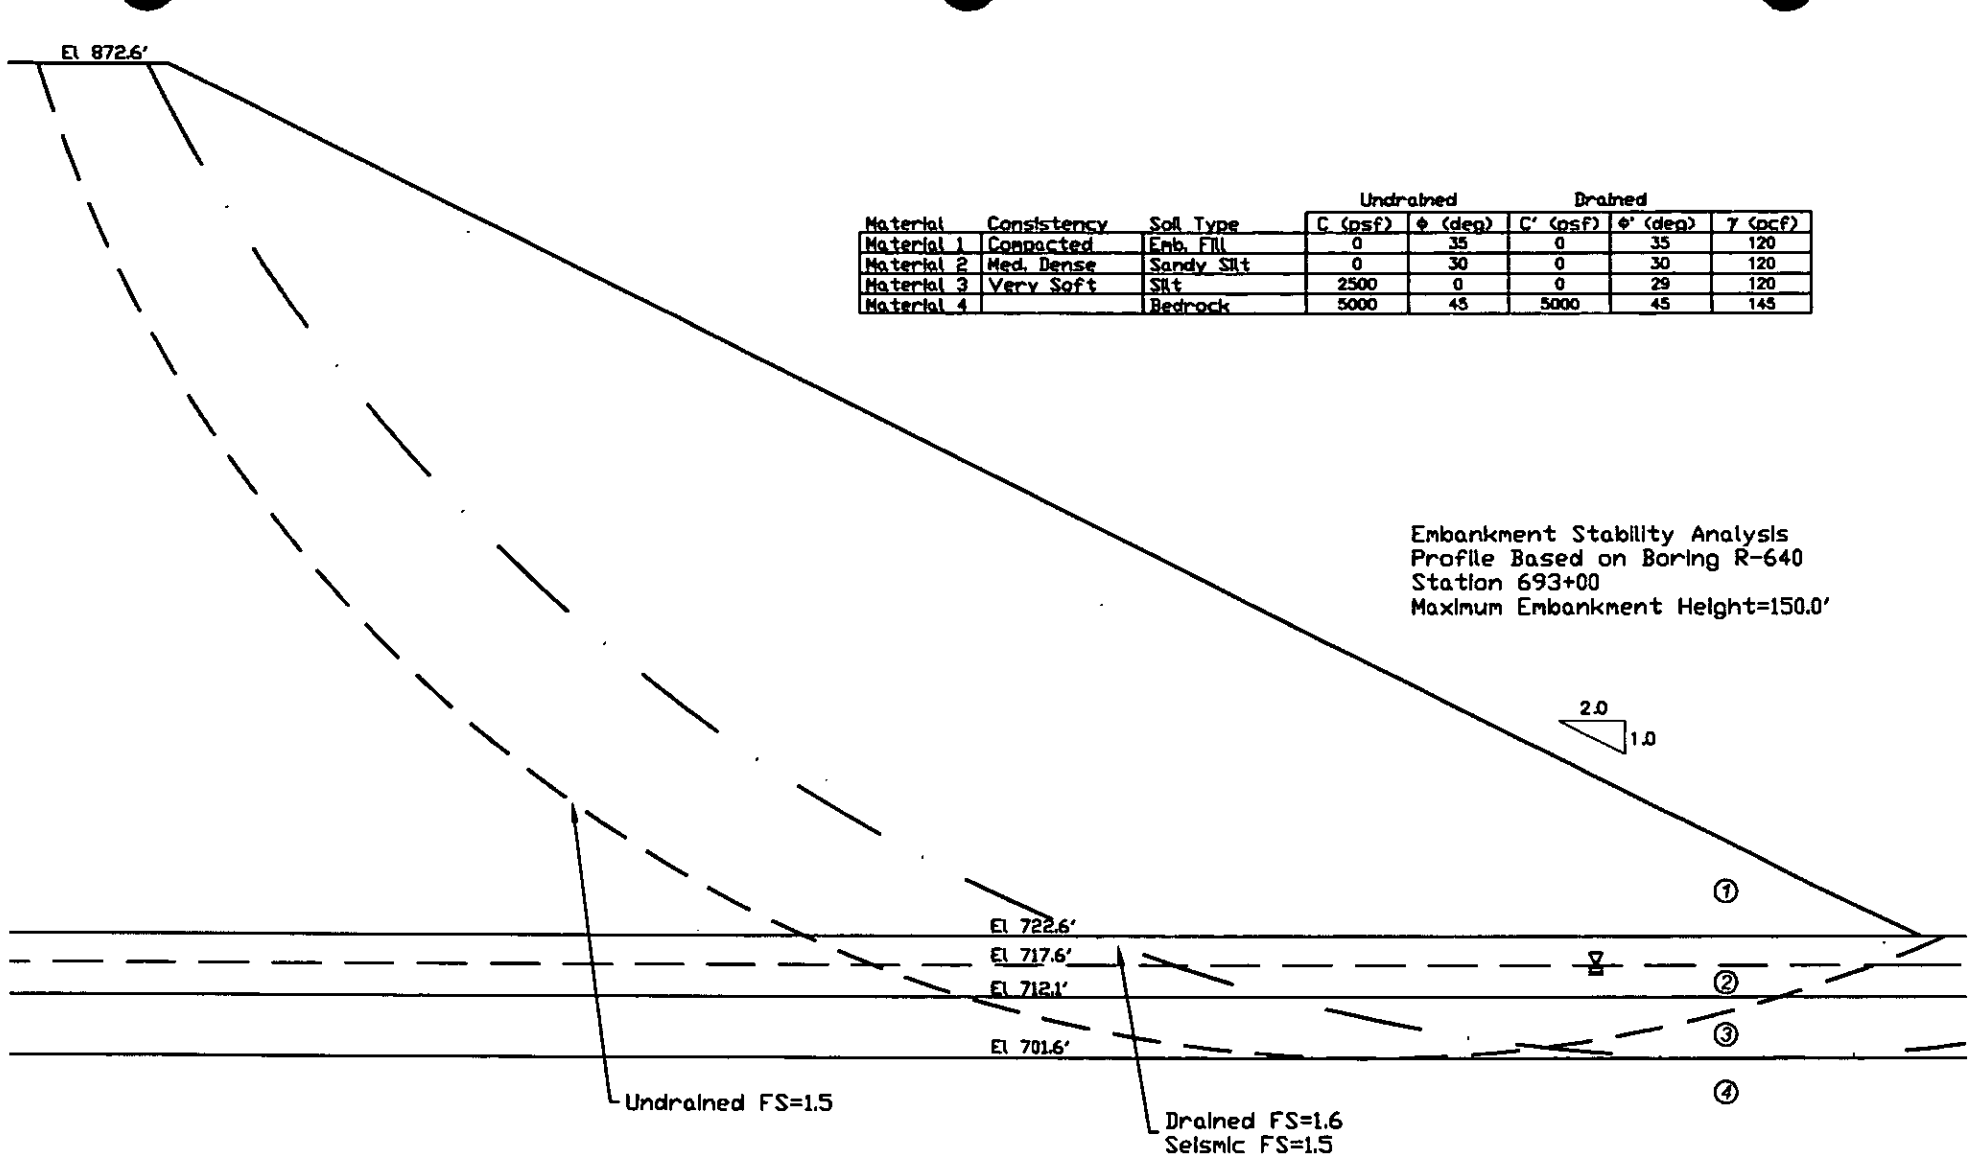 El 872.6'
Undrained Drained
Material Consistency Soil Type C (psf) ϕ (deg) C' (psf) ϕ' (deg) γ (pcf)
Material 1 Compacted Emb. Fill 0 35 0 35 120
Material 2 Med. Dense Sandy Silt 0 30 0 30 120
Material 3 Very Soft Silt 2500 0 0 29 120
Material 4 Bedrock 5000 45 5000 45 145
Embankment Stability Analysis
Profile Based on Boring R-640
Station 693+00
Maximum Embankment Height=150.0'
2.0
1.0
1
El 722.6'
El 717.6'
2
El 712.1'
3
El 701.6'
4
Undrained FS=1.5
Drained FS=1.6
Seismic FS=1.5